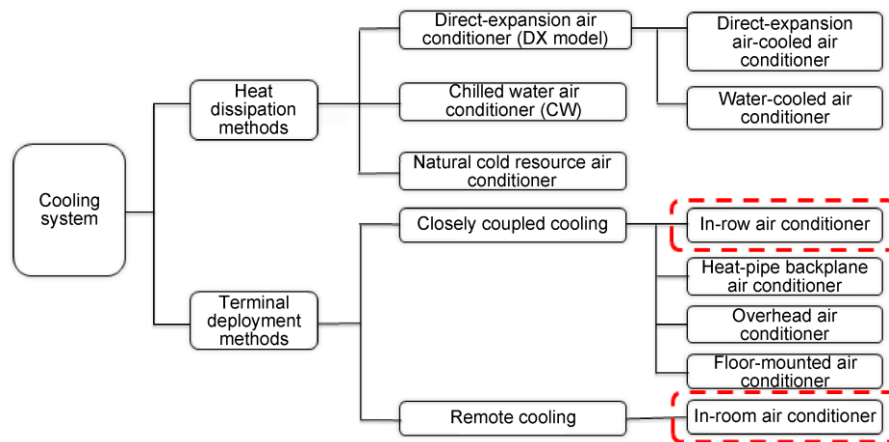 Cooling
system
Heat
dissipation
methods
Direct-expansion air
conditioner (DX model)
Direct-expansion
air-cooled air
conditioner
Water-cooled air
conditioner
Chilled water air
conditioner (CW)
Natural cold resource air
conditioner
Terminal
deployment
methods
Closely coupled cooling
In-row air conditioner
Heat-pipe backplane
air conditioner
Overhead air
conditioner
Floor-mounted air
conditioner
Remote cooling
In-room air conditioner